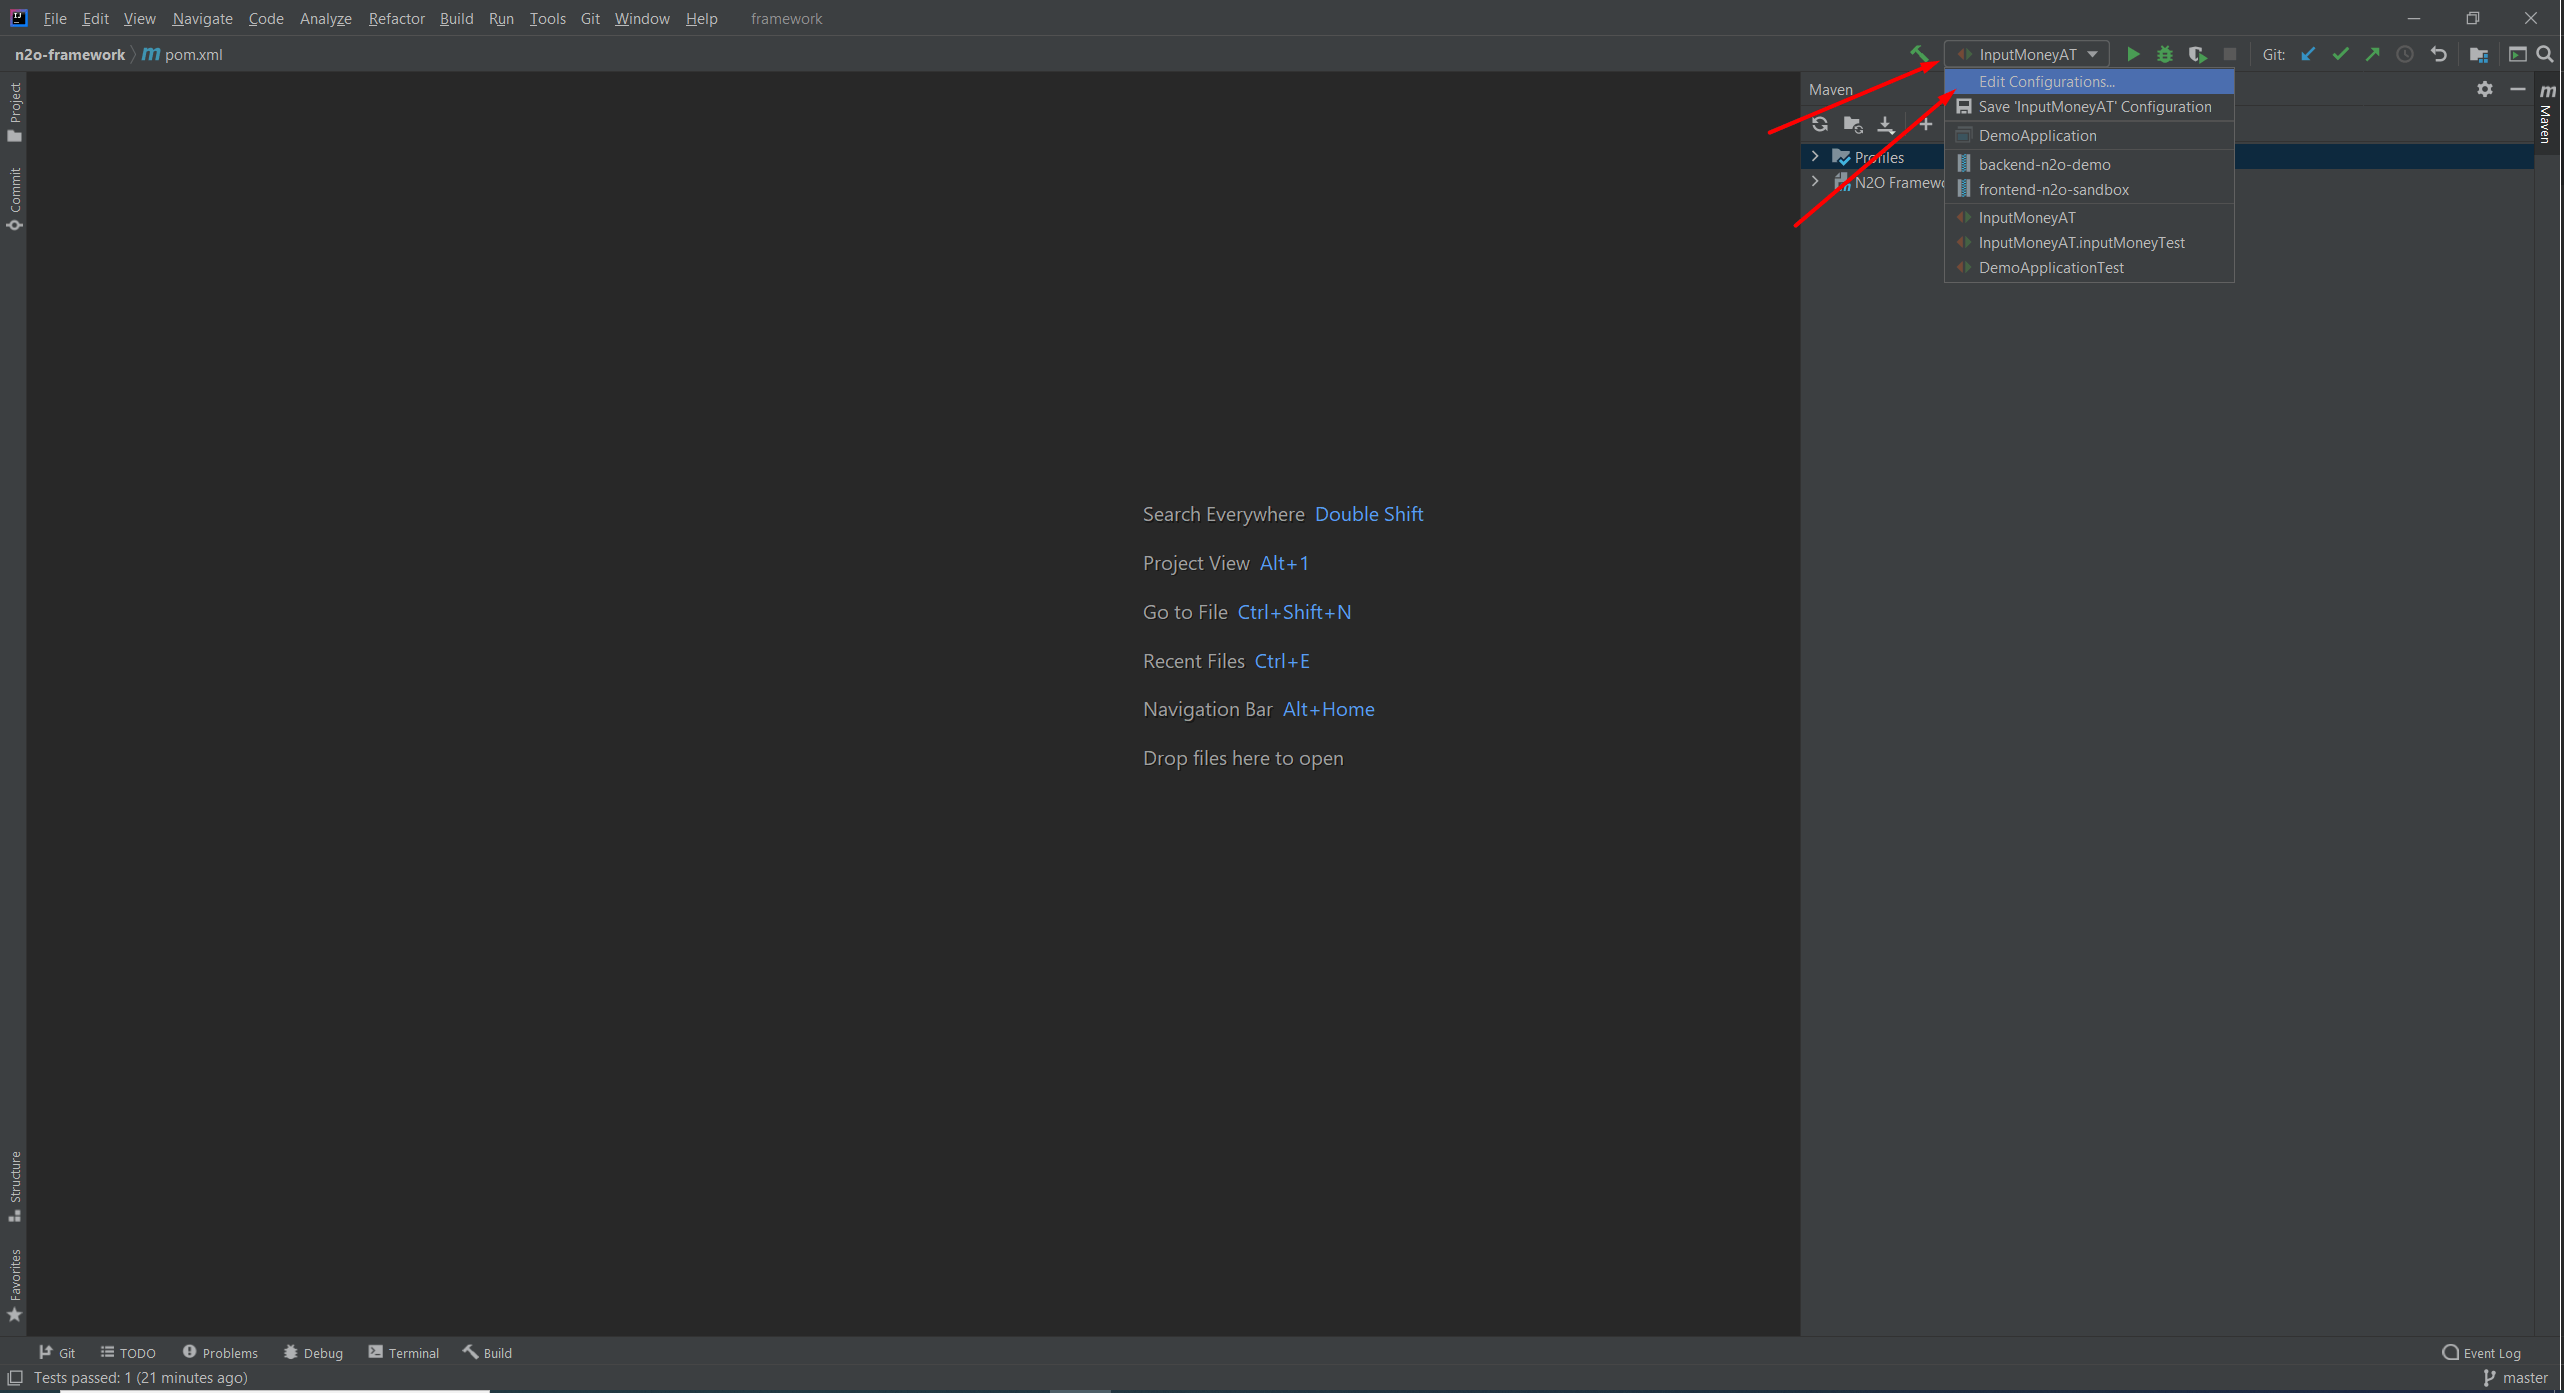 File Edit View Navigate Code Analyze Refactor Build Run Tools Git Window Help framework
n2o-framework pom.xml
InputMoneyAT
Git:
Edit Configurations...
Save 'InputMoneyAT' Configuration
DemoApplication
backend-n2o-demo
frontend-n2o-sandbox
InputMoneyAT
InputMoneyAT.inputMoneyTest
DemoApplicationTest
Maven
Profiles
N2O Framewo
Maven
Project
Commit
Search Everywhere Double Shift
Project View Alt+1
Go to File Ctrl+Shift+N
Recent Files Ctrl+E
Navigation Bar Alt+Home
Drop files here to open
Structure
Favorites
Git TODO Problems Debug Terminal Build Event Log
Tests passed: 1 (21 minutes ago) master